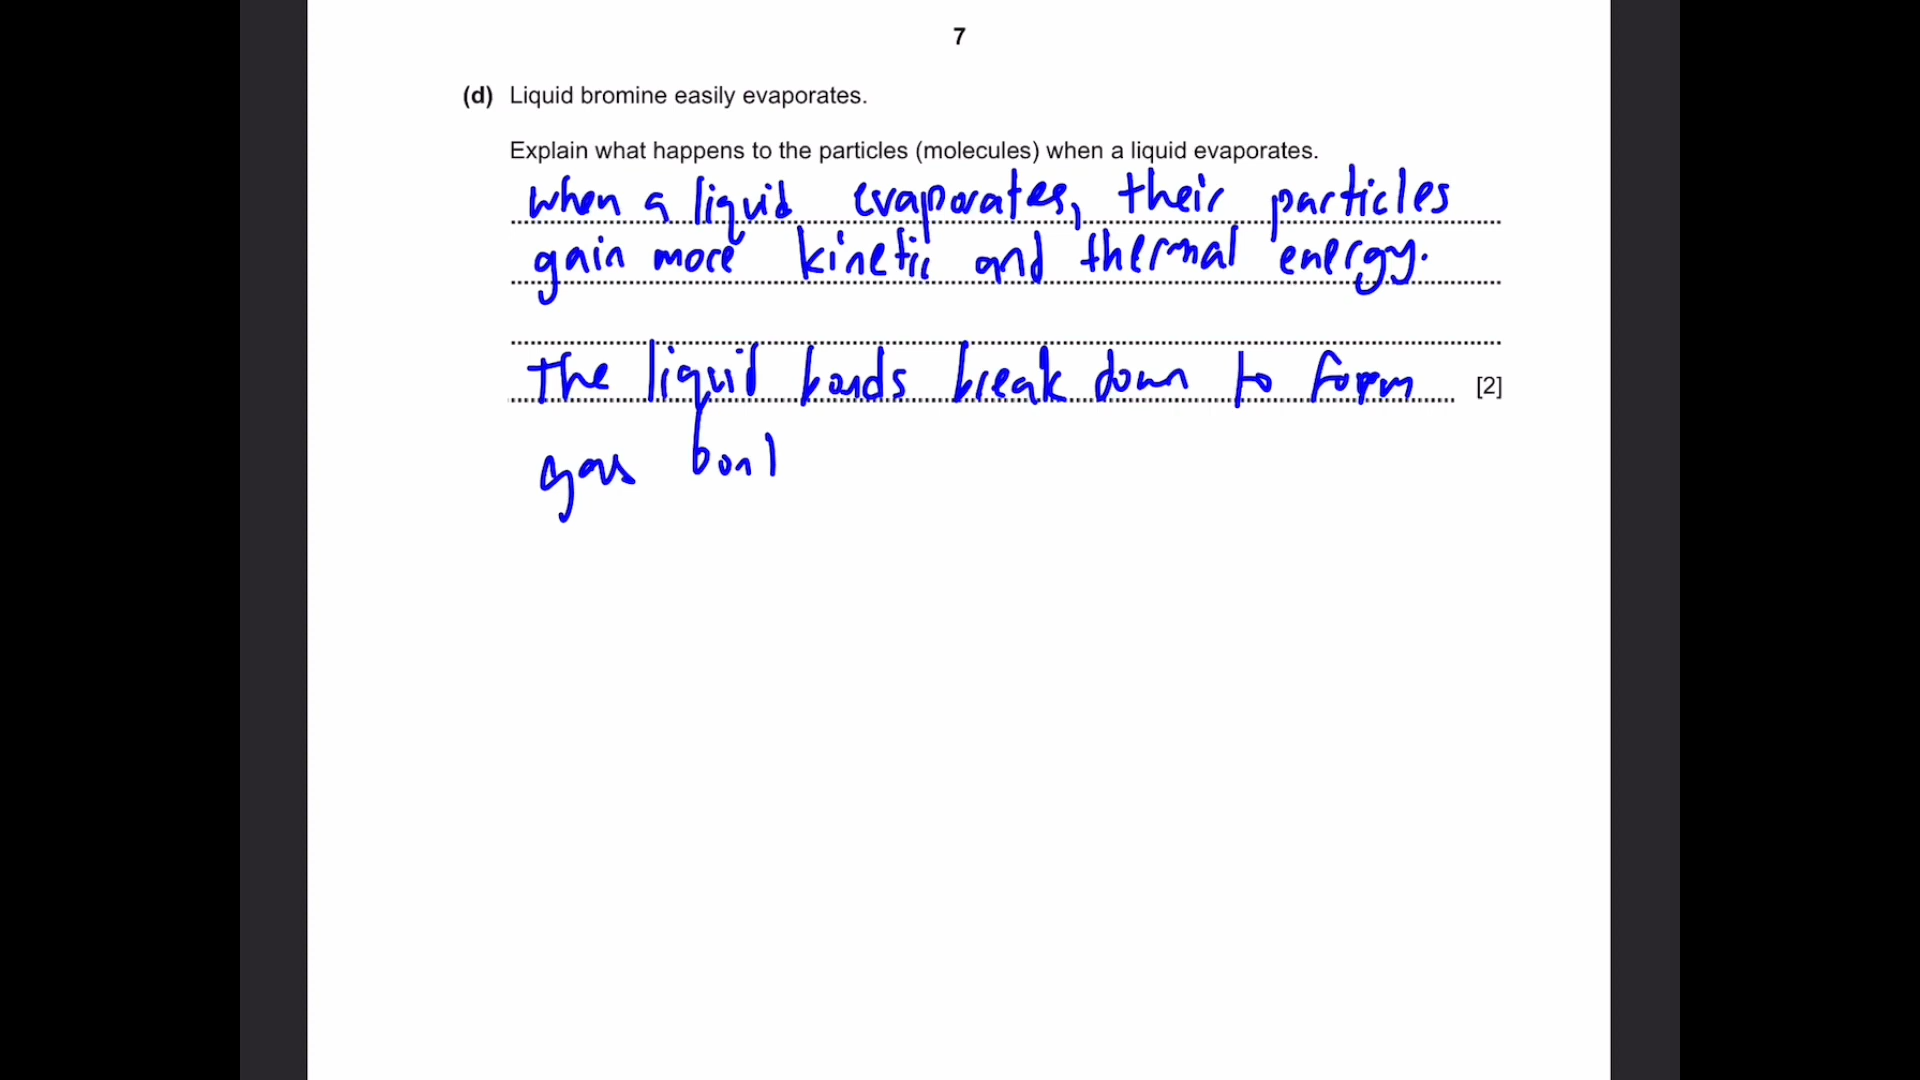 7
(d) Liquid bromine easily evaporates.
Explain what happens to the particles (molecules) when a liquid evaporates.
when a liquid evaporates, their particles
gain more kinetic and thermal energy.
the liquid bonds break down to form [2]
gas